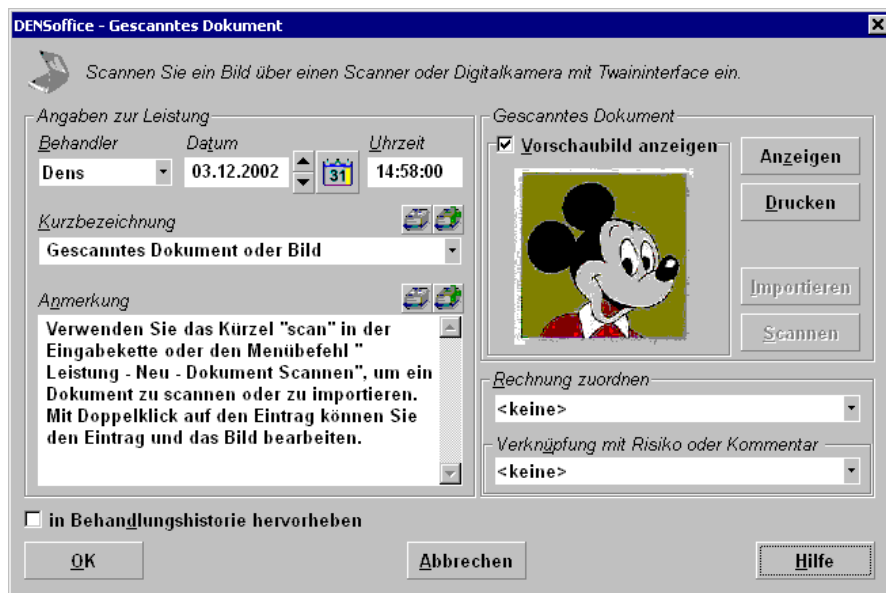 DENSoffice - Gescanntes Dokument
Scannen Sie ein Bild über einen Scanner oder Digitalkamera mit Twaininterface ein.
Angaben zur Leistung
Behandler Datum Uhrzeit
Dens 03.12.2002 31 14:58:00
Kurzbezeichnung
Gescanntes Dokument oder Bild
Anmerkung
Verwenden Sie das Kürzel "scan" in der
Eingabekette oder den Menübefehl "
Leistung - Neu - Dokument Scannen", um ein
Dokument zu scannen oder zu importieren.
Mit Doppelklick auf den Eintrag können Sie
den Eintrag und das Bild bearbeiten.
Gescanntes Dokument
Vorschaubild anzeigen
Anzeigen
Drucken
Importieren
Scannen
Rechnung zuordnen
<keine>
Verknüpfung mit Risiko oder Kommentar
<keine>
in Behandlungshistorie hervorheben
OK Abbrechen Hilfe